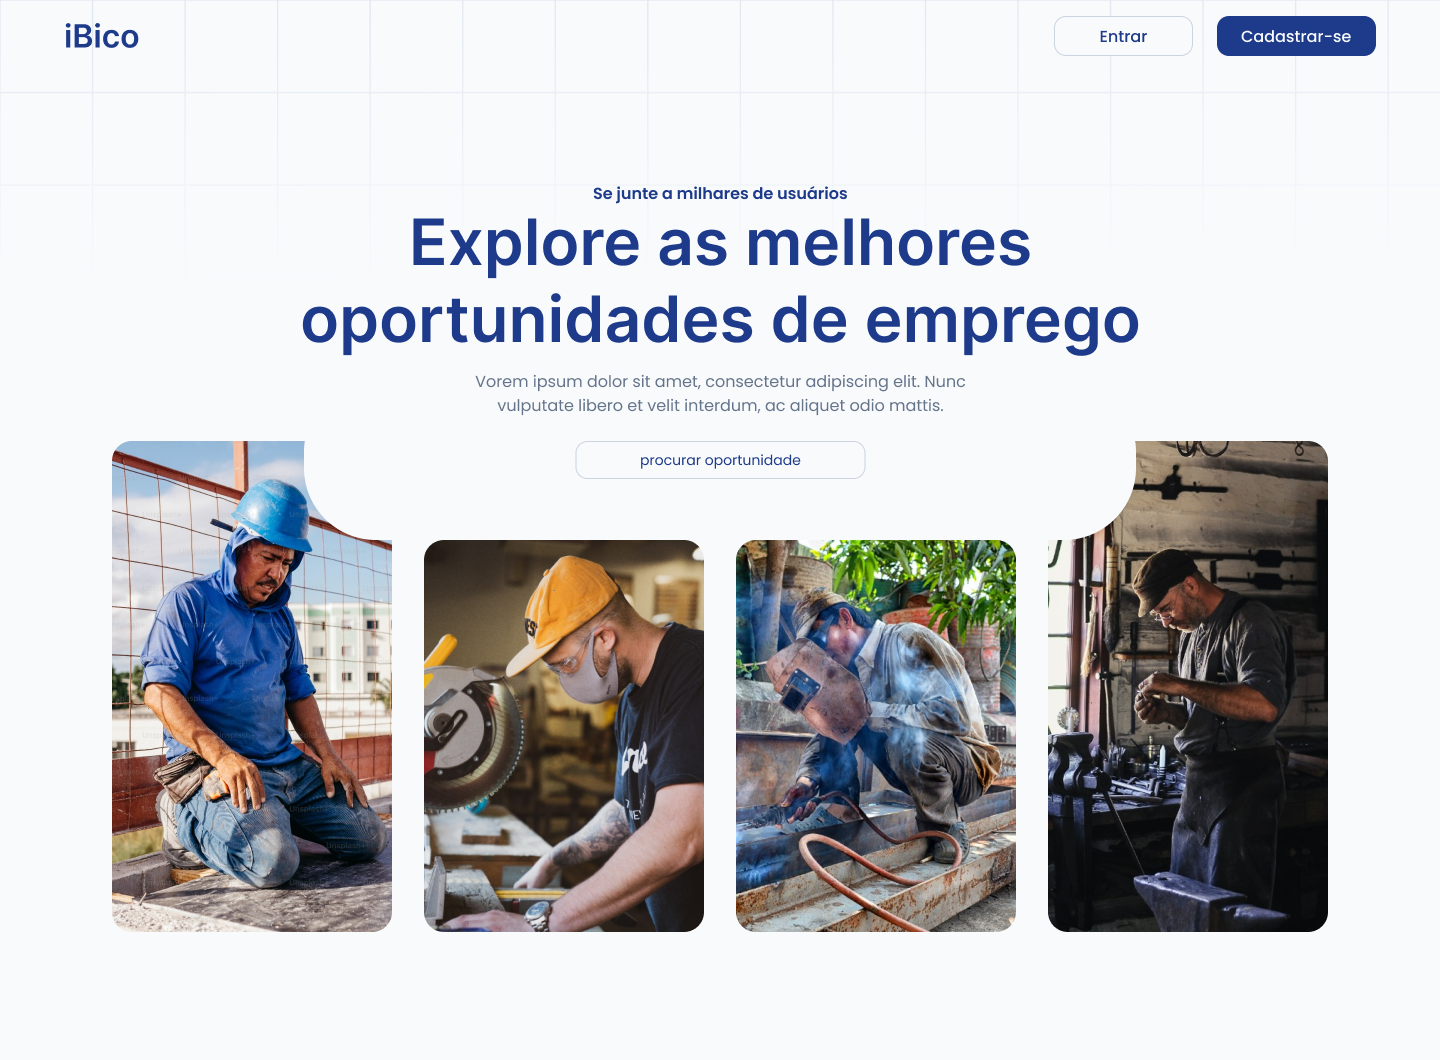 iBico
Entrar
Cadastrar-se
Se junte a milhares de usuários
Explore as melhores
oportunidades de emprego
Vorem ipsum dolor sit amet, consectetur adipiscing elit. Nunc
vulputate libero et velit interdum, ac aliquet odio mattis.
procurar oportunidade